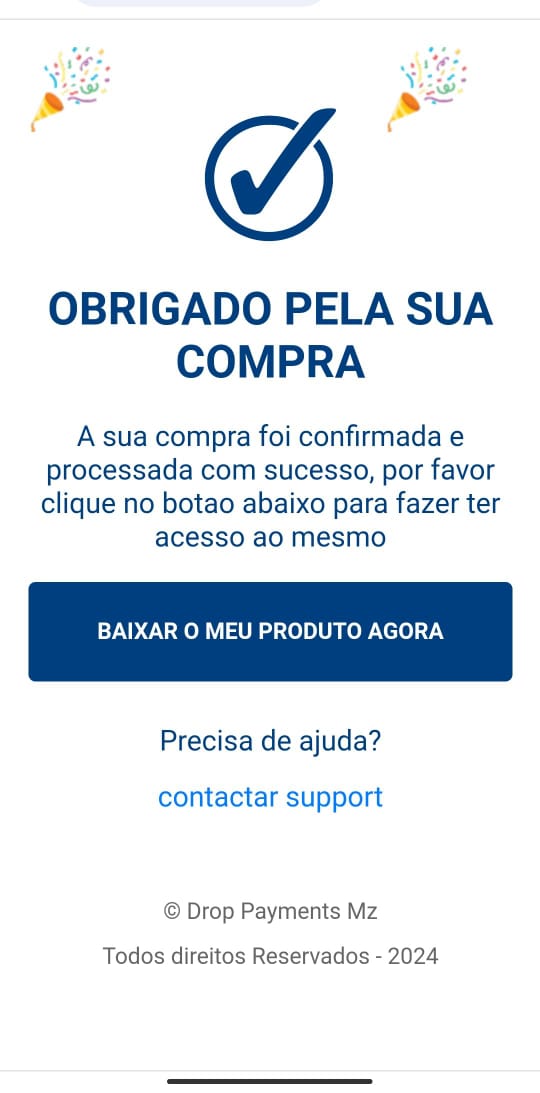 OBRIGADO PELA SUA
COMPRA
A sua compra foi confirmada e
processada com sucesso, por favor
clique no botao abaixo para fazer ter
acesso ao mesmo
BAIXAR O MEU PRODUTO AGORA
Precisa de ajuda?
contactar support
© Drop Payments Mz
Todos direitos Reservados - 2024